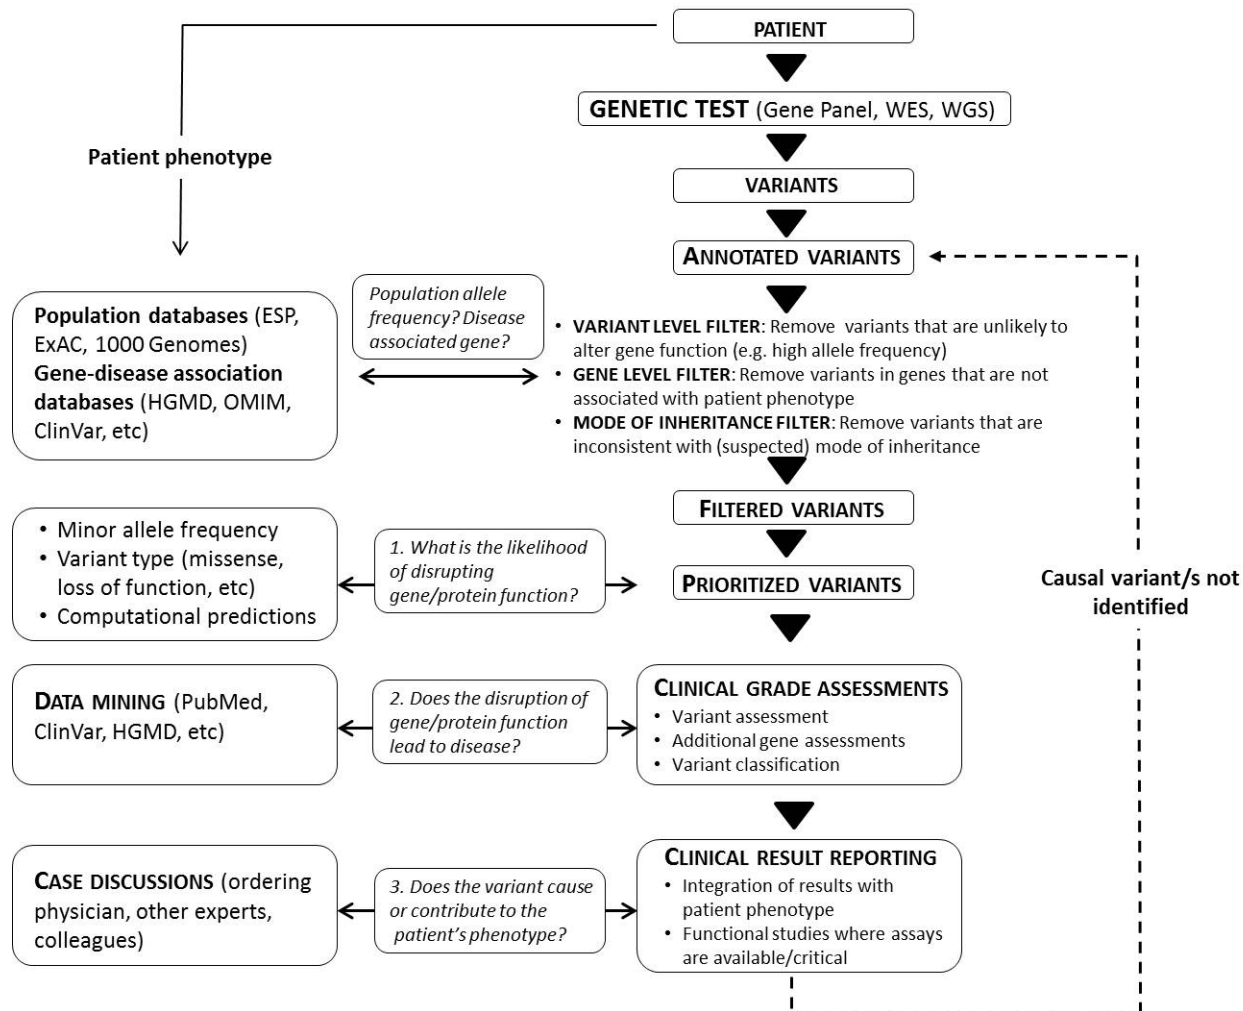 PATIENT
GENETIC TEST (Gene Panel, WES, WGS)
Patient phenotype
VARIANTS
ANNOTATED VARIANTS
Population databases (ESP,
ExAC, 1000 Genomes)
Gene-disease association
databases (HGMD, OMIM,
ClinVar, etc)
Population allele
frequency? Disease
associated gene?
• VARIANT LEVEL FILTER: Remove variants that are unlikely to
alter gene function (e.g. high allele frequency)
• GENE LEVEL FILTER: Remove variants in genes that are not
associated with patient phenotype
• MODE OF INHERITANCE FILTER: Remove variants that are
inconsistent with (suspected) mode of inheritance
FILTERED VARIANTS
• Minor allele frequency
• Variant type (missense,
loss of function, etc)
• Computational predictions
1. What is the likelihood
of disrupting
gene/protein function?
PRIORITIZED VARIANTS
Causal variant/s not
identified
DATA MINING (PubMed,
ClinVar, HGMD, etc)
2. Does the disruption of
gene/protein function
lead to disease?
CLINICAL GRADE ASSESSMENTS
• Variant assessment
• Additional gene assessments
• Variant classification
CASE DISCUSSIONS (ordering
physician, other experts,
colleagues)
3. Does the variant cause
or contribute to the
patient's phenotype?
CLINICAL RESULT REPORTING
• Integration of results with
patient phenotype
• Functional studies where assays
are available/critical